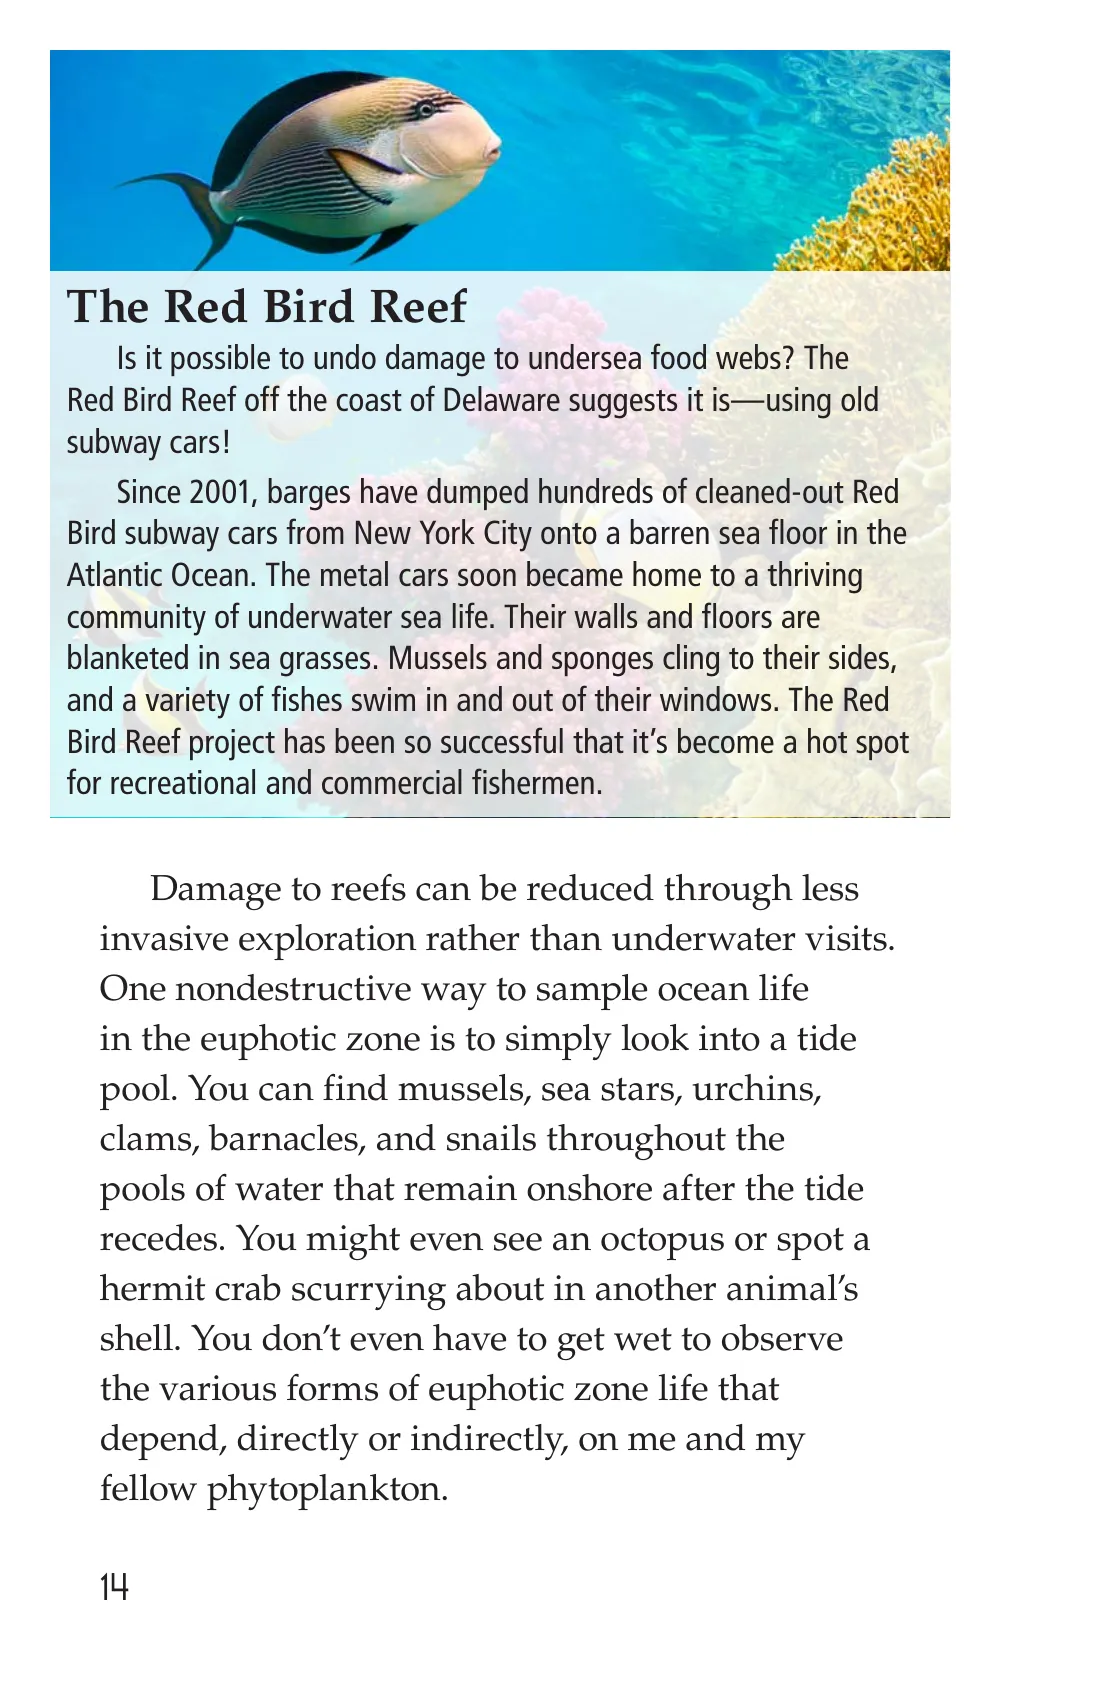 The Red Bird Reef
Is it possible to undo damage to undersea food webs? The
Red Bird Reef off the coast of Delaware suggests it is—using old
subway cars!
Since 2001, barges have dumped hundreds of cleaned-out Red
Bird subway cars from New York City onto a barren sea floor in the
Atlantic Ocean. The metal cars soon became home to a thriving
community of underwater sea life. Their walls and floors are
blanketed in sea grasses. Mussels and sponges cling to their sides,
and a variety of fishes swim in and out of their windows. The Red
Bird Reef project has been so successful that it’s become a hot spot
for recreational and commercial fishermen.
Damage to reefs can be reduced through less
invasive exploration rather than underwater visits.
One nondestructive way to sample ocean life
in the euphotic zone is to simply look into a tide
pool. You can find mussels, sea stars, urchins,
clams, barnacles, and snails throughout the
pools of water that remain onshore after the tide
recedes. You might even see an octopus or spot a
hermit crab scurrying about in another animal’s
shell. You don’t even have to get wet to observe
the various forms of euphotic zone life that
depend, directly or indirectly, on me and my
fellow phytoplankton.
14